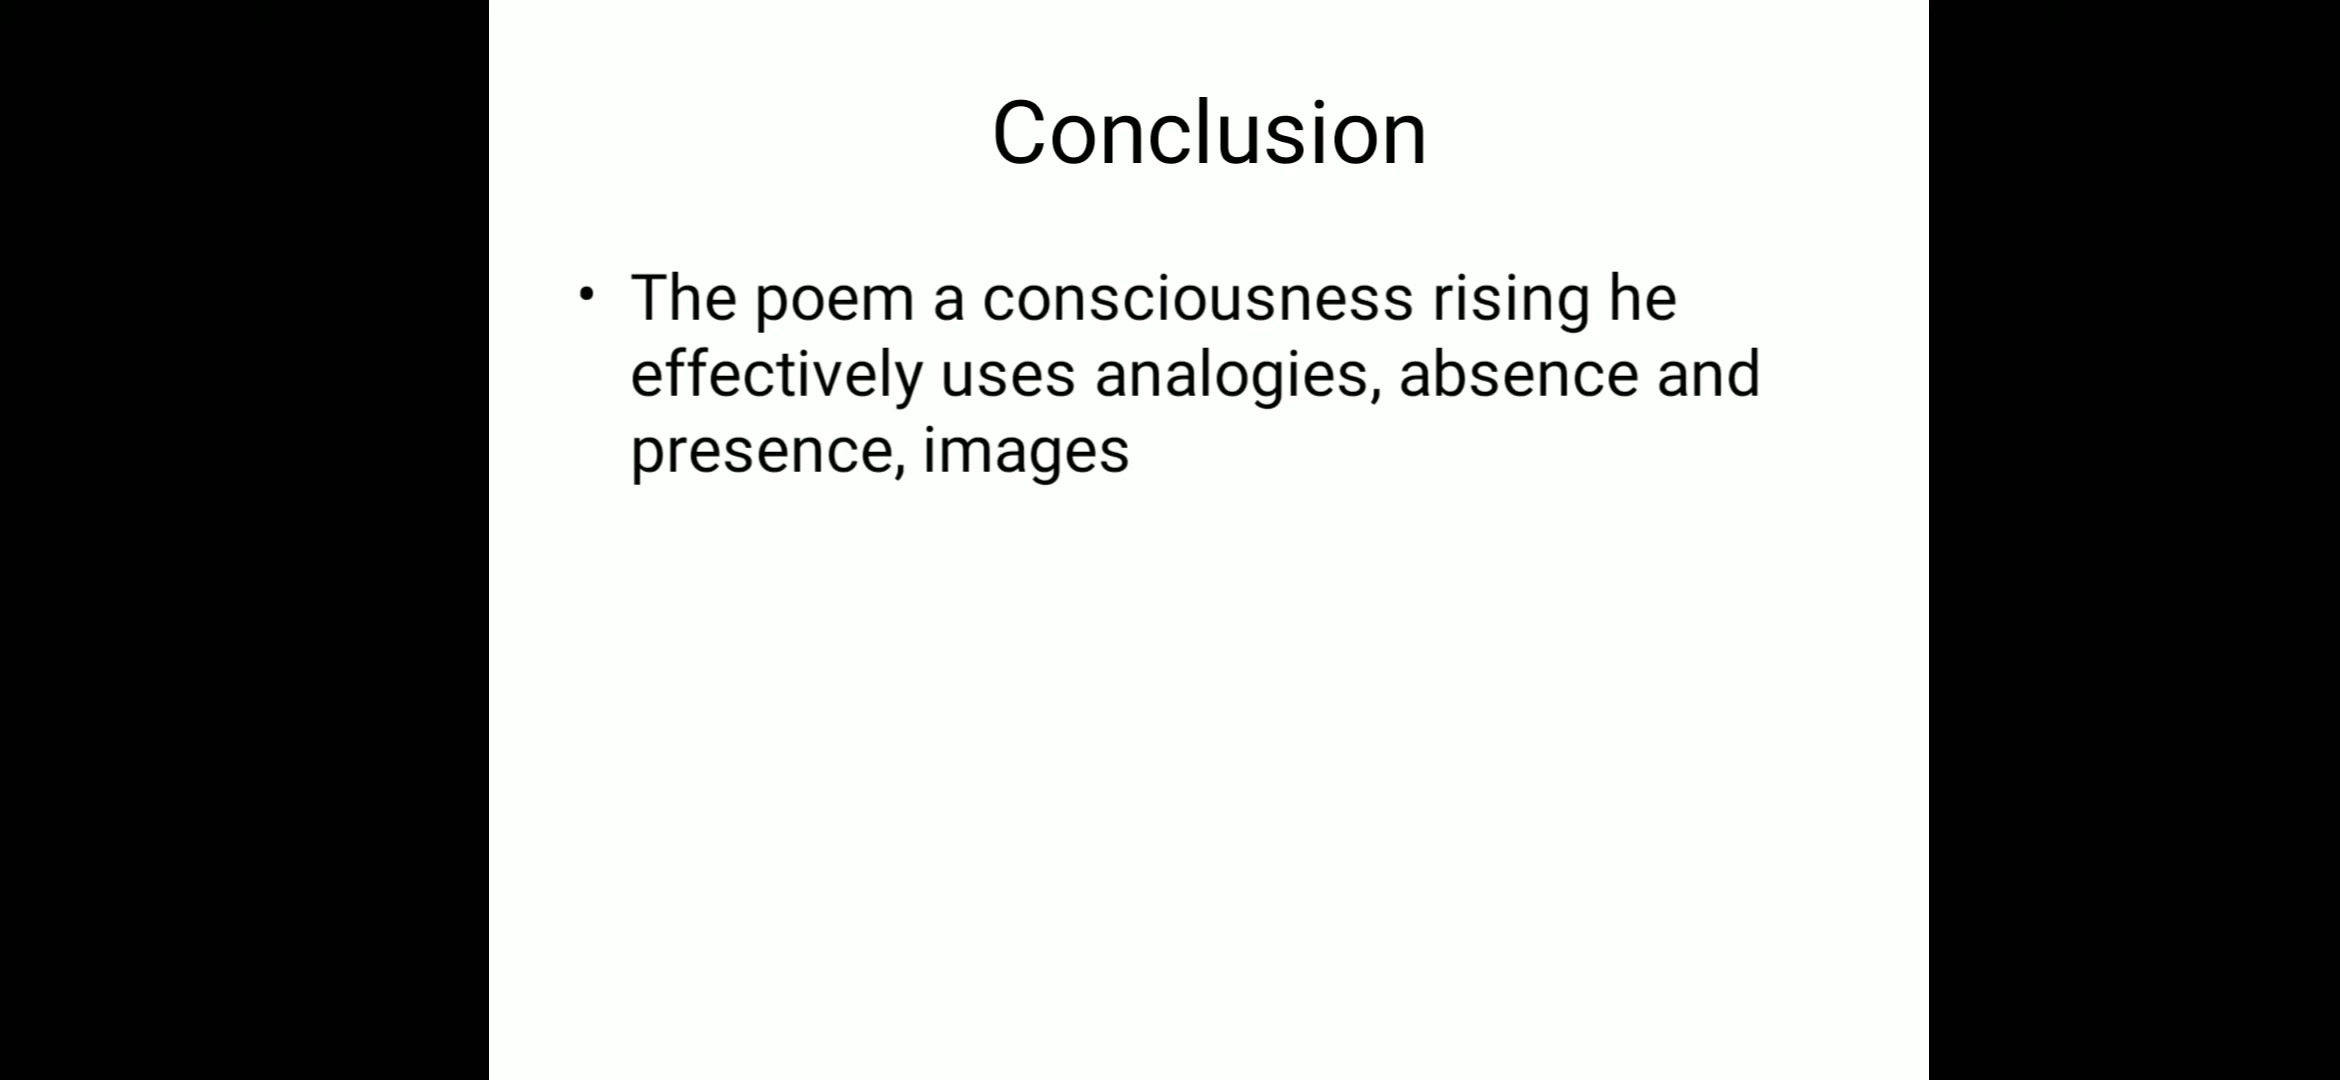 Conclusion
• The poem a consciousness rising he
effectively uses analogies, absence and
presence, images